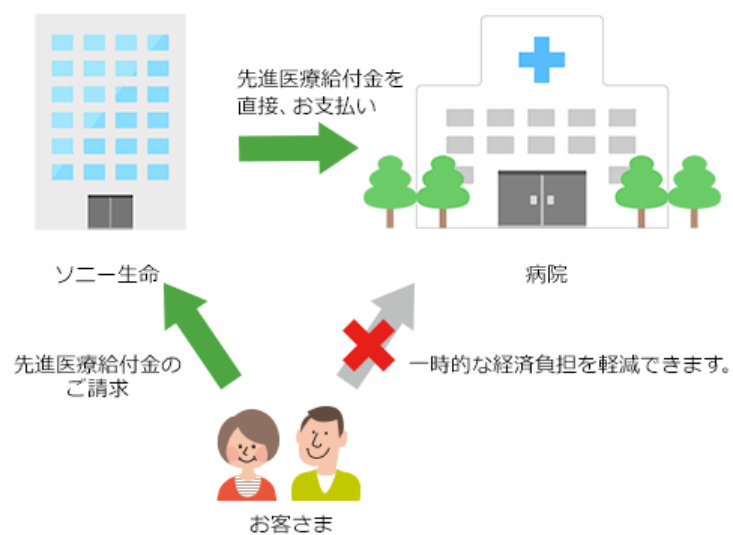 先進医療給付金を
直接、お支払い
ソニー生命
病院
先進医療給付金の
ご請求
一時的な経済負担を軽減できます。
お客さま